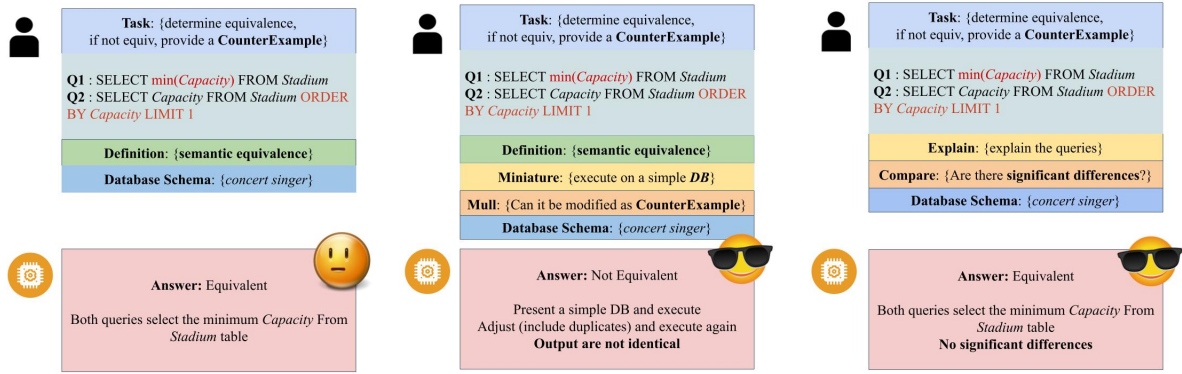 Task: {determine equivalence,
if not equiv, provide a CounterExample}
Q1 : SELECT min(Capacity) FROM Stadium
Q2 : SELECT Capacity FROM Stadium ORDER
BY Capacity LIMIT 1
Definition: {semantic equivalence}
Database Schema: {concert singer}
Answer: Equivalent
Both queries select the minimum Capacity From
Stadium table
Task: {determine equivalence,
if not equiv, provide a CounterExample}
Q1 : SELECT min(Capacity) FROM Stadium
Q2 : SELECT Capacity FROM Stadium ORDER
BY Capacity LIMIT 1
Definition: {semantic equivalence}
Miniature: {execute on a simple DB}
Mull: {Can it be modified as CounterExample}
Database Schema: {concert singer}
Answer: Not Equivalent
Present a simple DB and execute
Adjust (include duplicates) and execute again
Output are not identical
Task: {determine equivalence,
if not equiv, provide a CounterExample}
Q1 : SELECT min(Capacity) FROM Stadium
Q2 : SELECT Capacity FROM Stadium ORDER
BY Capacity LIMIT 1
Explain: {explain the queries}
Compare: {Are there significant differences?}
Database Schema: {concert singer}
Answer: Equivalent
Both queries select the minimum Capacity From
Stadium table
No significant differences